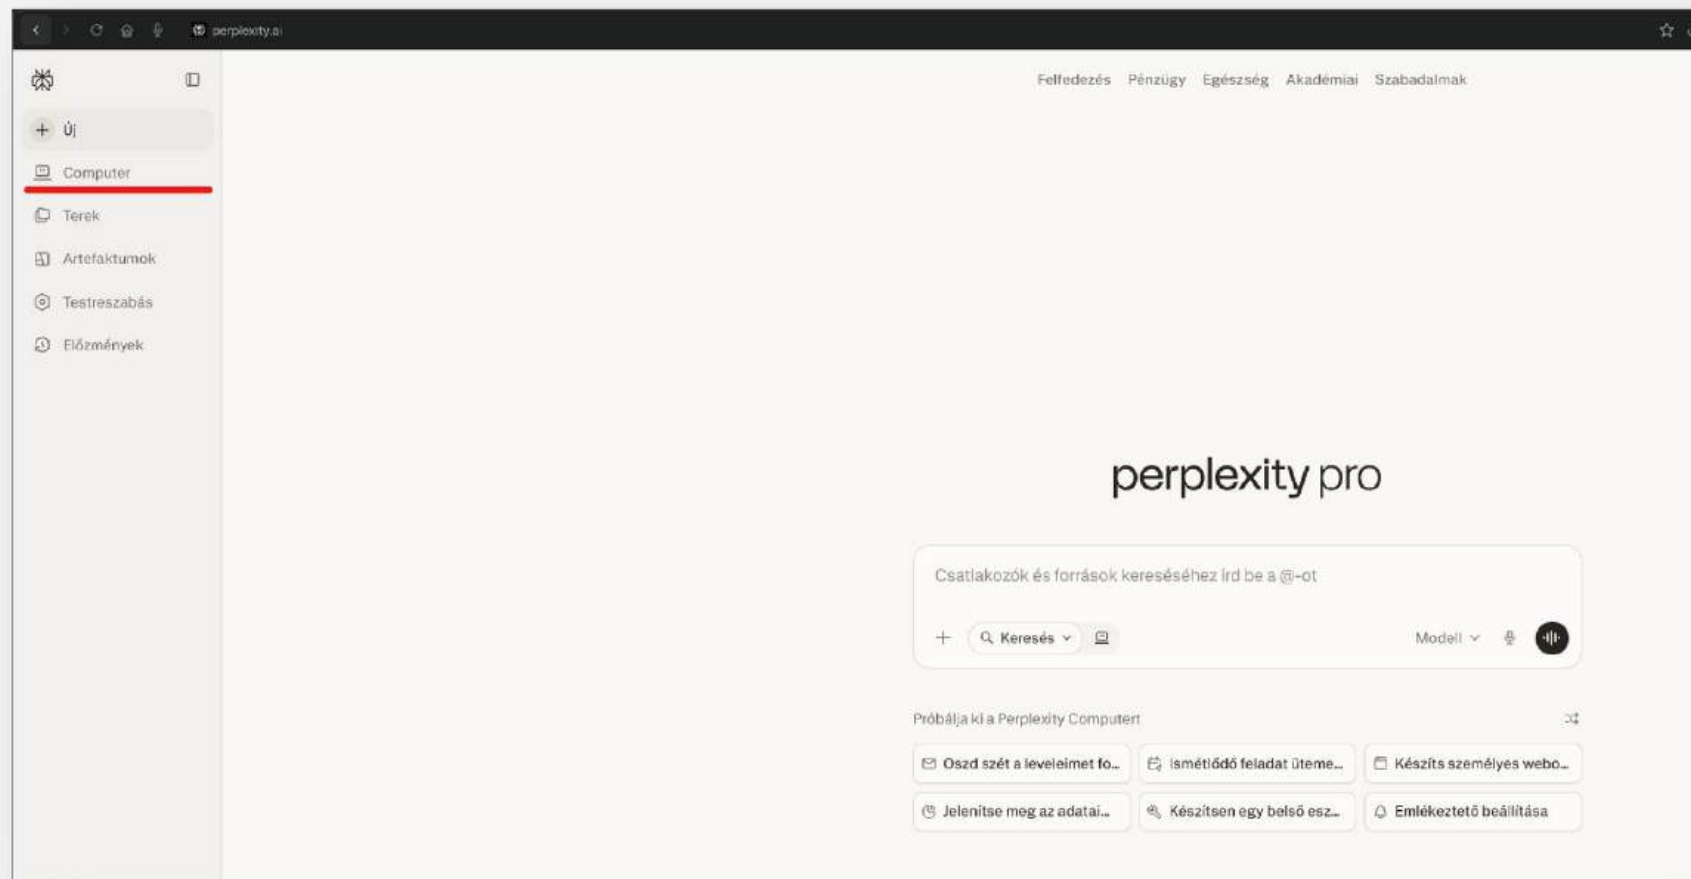 perplexity.ai
Felfedezés Pénzügy Egészség Akadémiai Szabadalmak
Új
Computer
Terek
Artefaktumok
Testreszabás
Előzmények
perplexity pro
Csatlakozók és források kereséséhez írd be a @-ot
Keresés
Modell
Próbálja ki a Perplexity Computert
Oszd szét a leveleimet fo...
Ismétlődő feladat üteme...
Készíts személyes webo...
Jelenítse meg az adatai...
Készítsen egy belső esz...
Emlékeztető beállítása